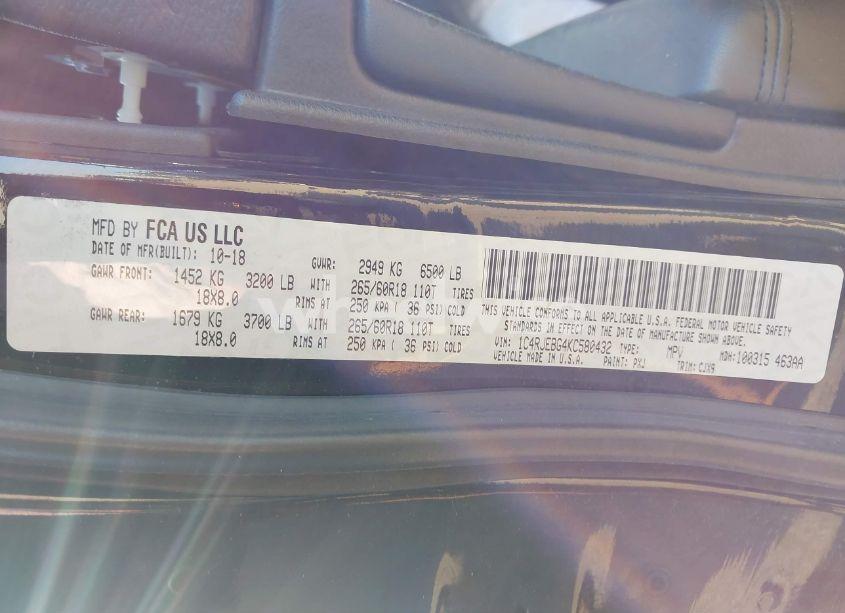 MFD BY FCA US LLC
DATE OF MFR(BUILT): 10-18 GVWR: 2949 KG 6500 LB
GAWR FRONT: 1452 KG 3200 LB WITH 265/60R18 110T TIRES
18X8.0 RIMS AT 250 KPA ( 36 PSI) COLD
GAWR REAR: 1679 KG 3700 LB WITH 265/60R18 110T TIRES
18X8.0 RIMS AT 250 KPA ( 36 PSI) COLD
THIS VEHICLE CONFORMS TO ALL APPLICABLE U.S.A. FEDERAL MOTOR VEHICLE SAFETY
STANDARDS IN EFFECT ON THE DATE OF MANUFACTURE SHOWN ABOVE.
VIN: 1C4RJEBG4KC580432 TYPE: MPV MDH: 100315 463AA
VEHICLE MADE IN U.S.A. PAINT: PXJ TRIM: CJX9